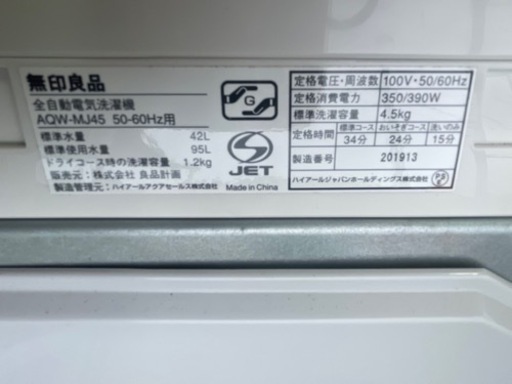 無印良品
全自動電気洗濯機
AQW-MJ45 50-60Hz用
標準水量 42L
標準使用水量 95L
ドライコース時の洗濯容量 1.2kg
販売元：株式会社 良品計画
製造管理元：ハイアールアクアセールス株式会社
G
S
JET
Made in China
定格電圧・周波数 100V・50/60Hz
定格消費電力 350/390W
標準洗濯容量 4.5kg
定格時間 標準コース おいそぎコース 洗いのみ
34分 24分 15分
製造番号 201913
ハイアールジャパンホールディングス株式会社
PS E